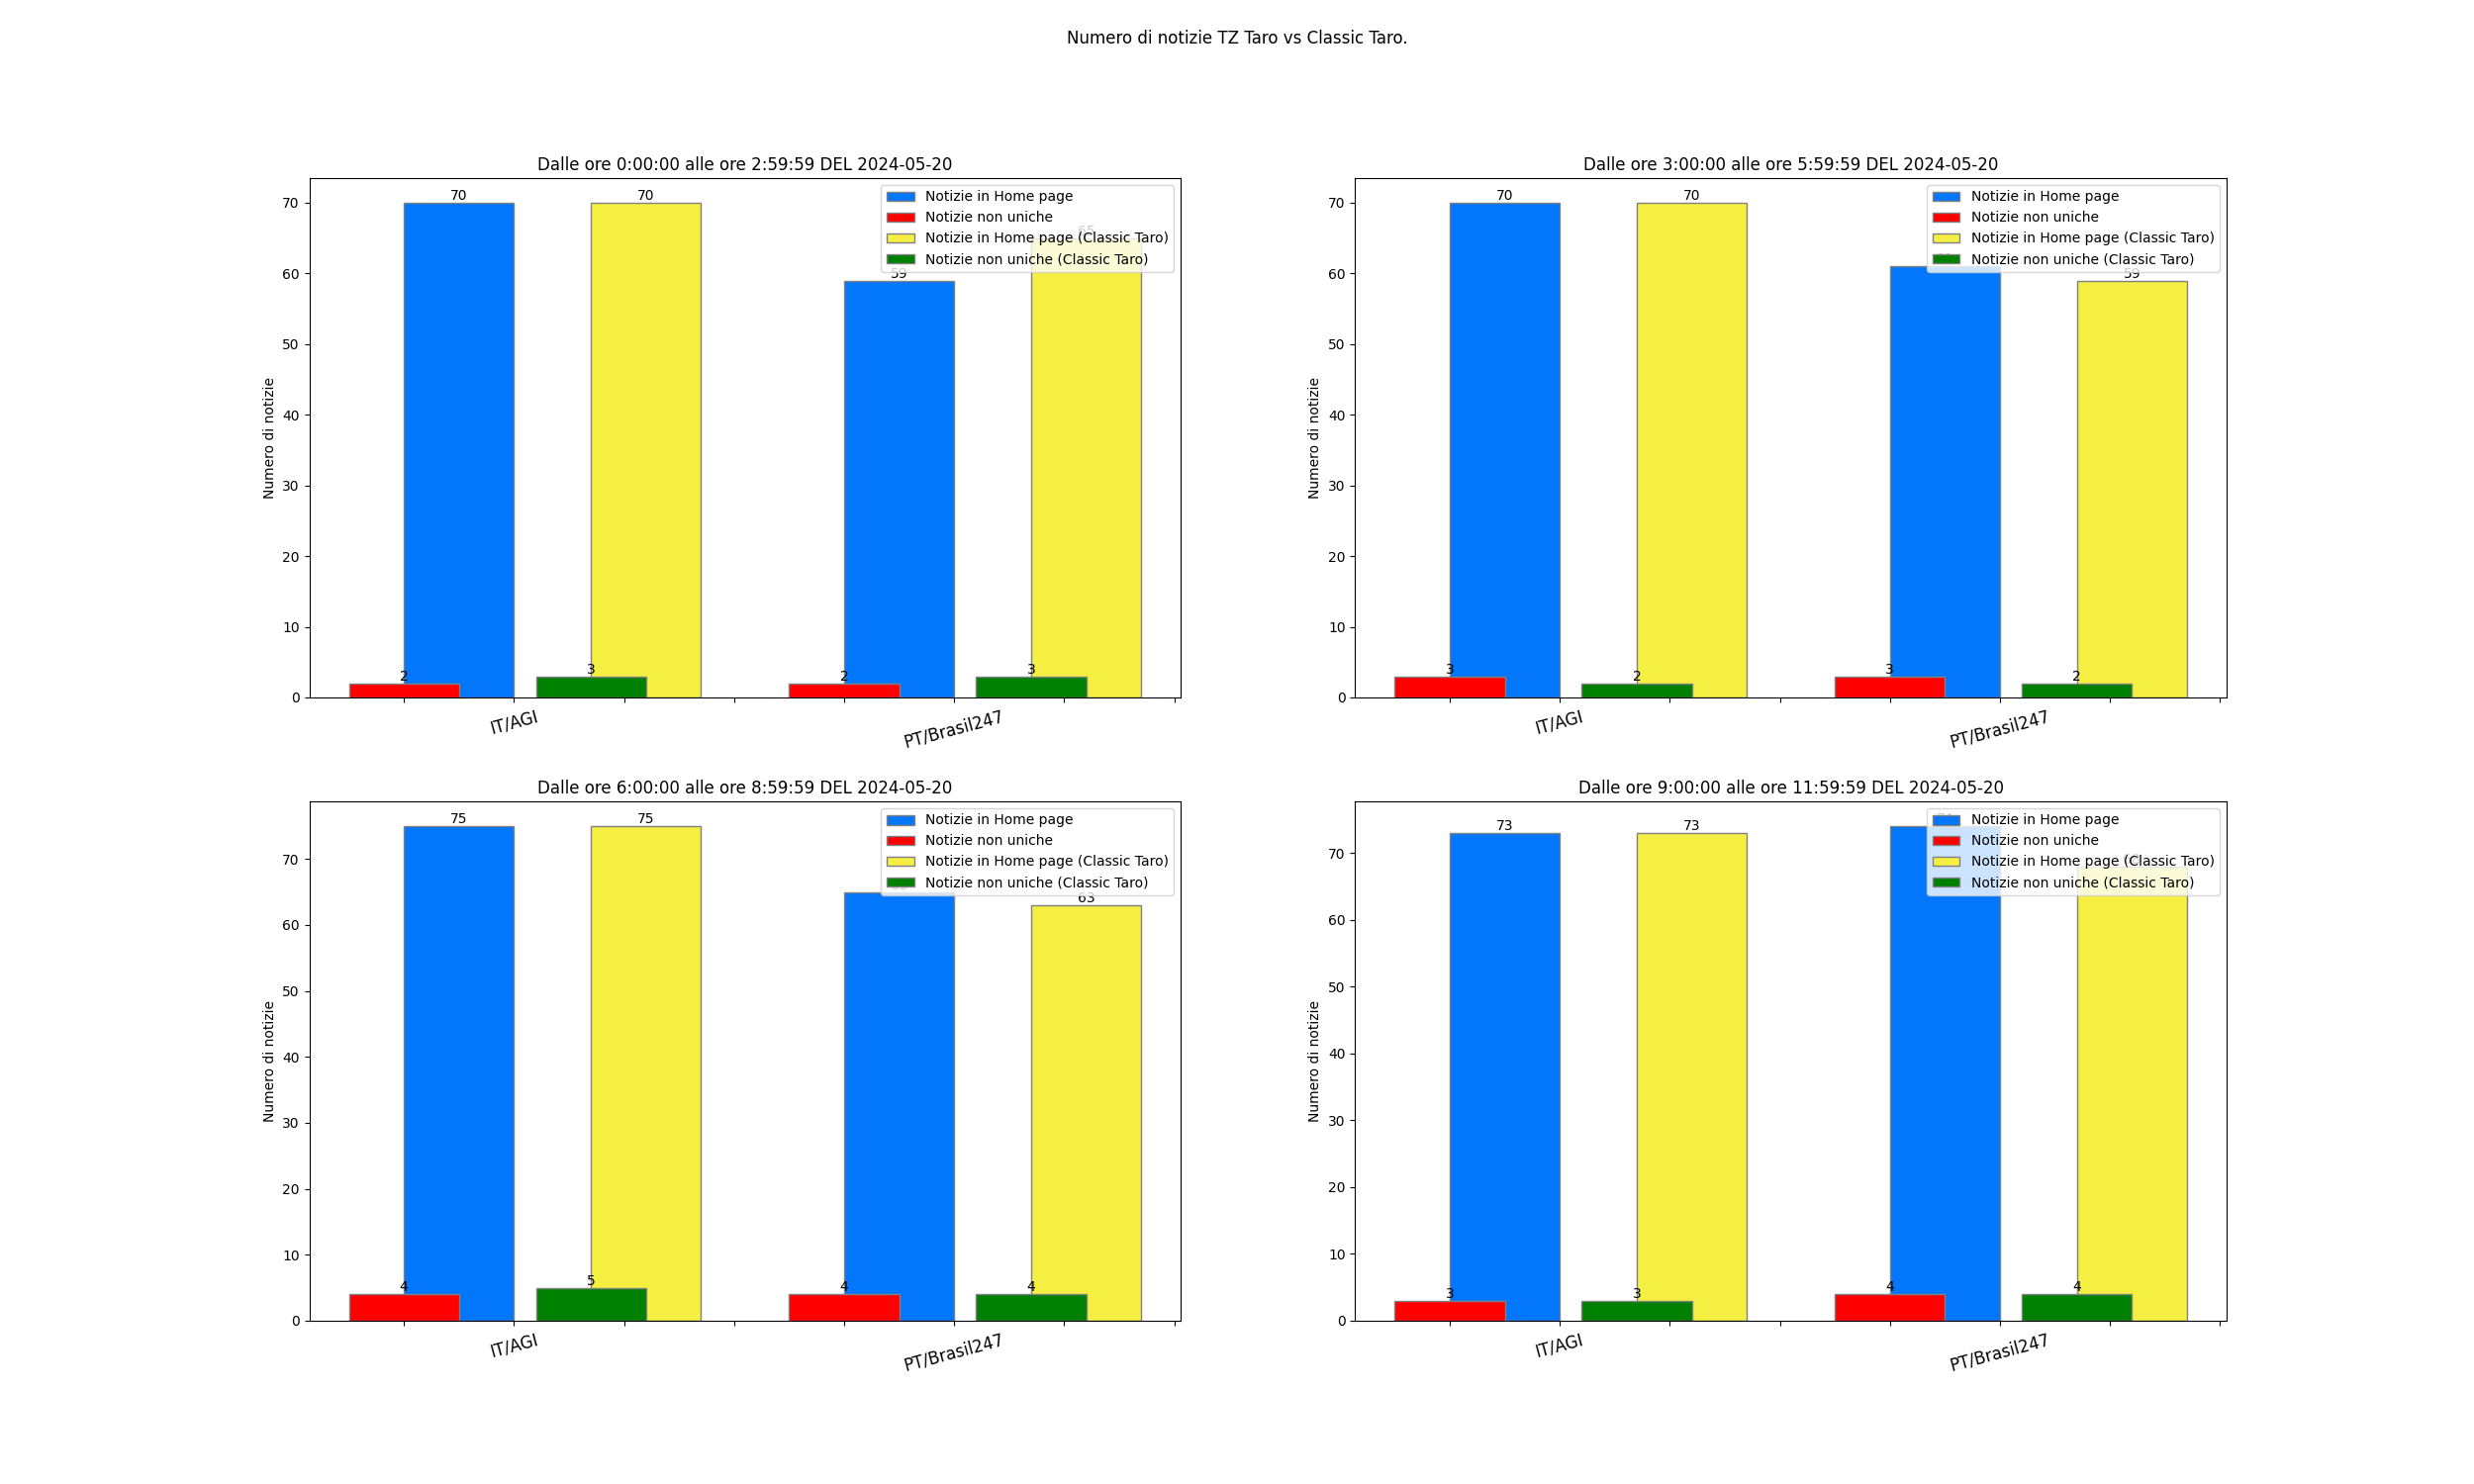 Numero di notizie TZ Taro vs Classic Taro.
Dalle ore 0:00:00 alle ore 2:59:59 DEL 2024-05-20
Numero di notizie
70
60
50
40
30
20
10
0
70
70
59
65
2
3
2
3
Notizie in Home page
Notizie non uniche
Notizie in Home page (Classic Taro)
Notizie non uniche (Classic Taro)
IT/AGI
PT/Brasil247
Dalle ore 3:00:00 alle ore 5:59:59 DEL 2024-05-20
Numero di notizie
70
60
50
40
30
20
10
0
70
70
59
3
2
3
2
Notizie in Home page
Notizie non uniche
Notizie in Home page (Classic Taro)
Notizie non uniche (Classic Taro)
IT/AGI
PT/Brasil247
Dalle ore 6:00:00 alle ore 8:59:59 DEL 2024-05-20
Numero di notizie
70
60
50
40
30
20
10
0
75
75
63
4
5
4
4
Notizie in Home page
Notizie non uniche
Notizie in Home page (Classic Taro)
Notizie non uniche (Classic Taro)
IT/AGI
PT/Brasil247
Dalle ore 9:00:00 alle ore 11:59:59 DEL 2024-05-20
Numero di notizie
70
60
50
40
30
20
10
0
73
73
3
3
4
4
Notizie in Home page
Notizie non uniche
Notizie in Home page (Classic Taro)
Notizie non uniche (Classic Taro)
IT/AGI
PT/Brasil247